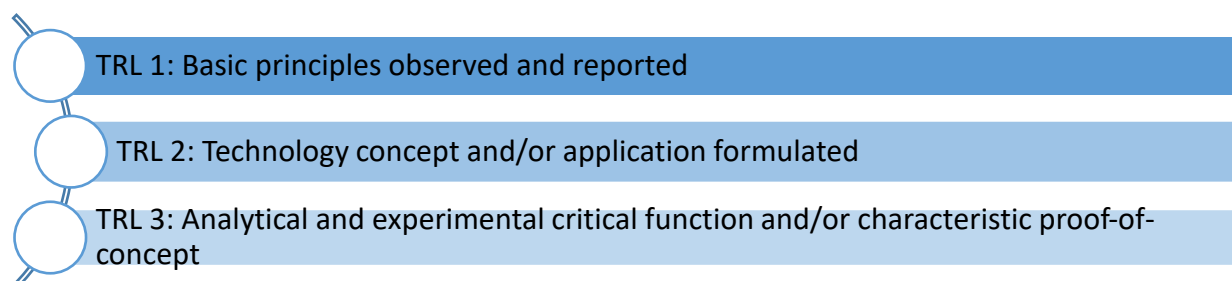 TRL 1: Basic principles observed and reported
TRL 2: Technology concept and/or application formulated
TRL 3: Analytical and experimental critical function and/or characteristic proof-of-
concept